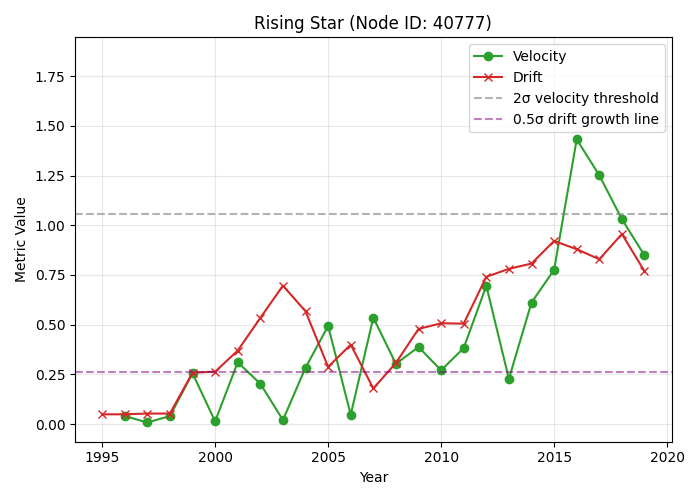 Rising Star (Node ID: 40777)
Velocity
Drift
2σ velocity threshold
0.5σ drift growth line
Metric Value
1.75
1.50
1.25
1.00
0.75
0.50
0.25
0.00
1995 2000 2005 2010 2015 2020
Year